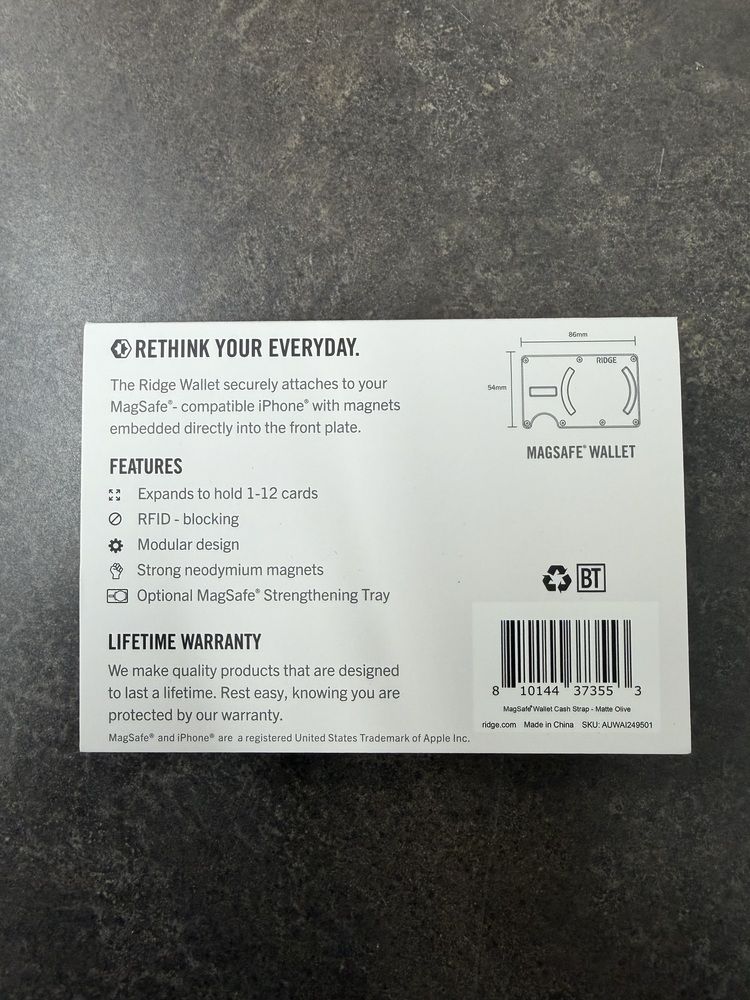 RETHINK YOUR EVERYDAY.
The Ridge Wallet securely attaches to your
MagSafe®- compatible iPhone® with magnets
embedded directly into the front plate.
FEATURES
Expands to hold 1-12 cards
RFID - blocking
Modular design
Strong neodymium magnets
Optional MagSafe® Strengthening Tray
LIFETIME WARRANTY
We make quality products that are designed
to last a lifetime. Rest easy, knowing you are
protected by our warranty.
MagSafe® and iPhone® are a registered United States Trademark of Apple Inc.
86mm
54mm
RIDGE
MAGSAFE® WALLET
BT
8 10144 37355 3
MagSafe® Wallet Cash Strap - Matte Olive
ridge.com Made in China SKU: AUWAI249501